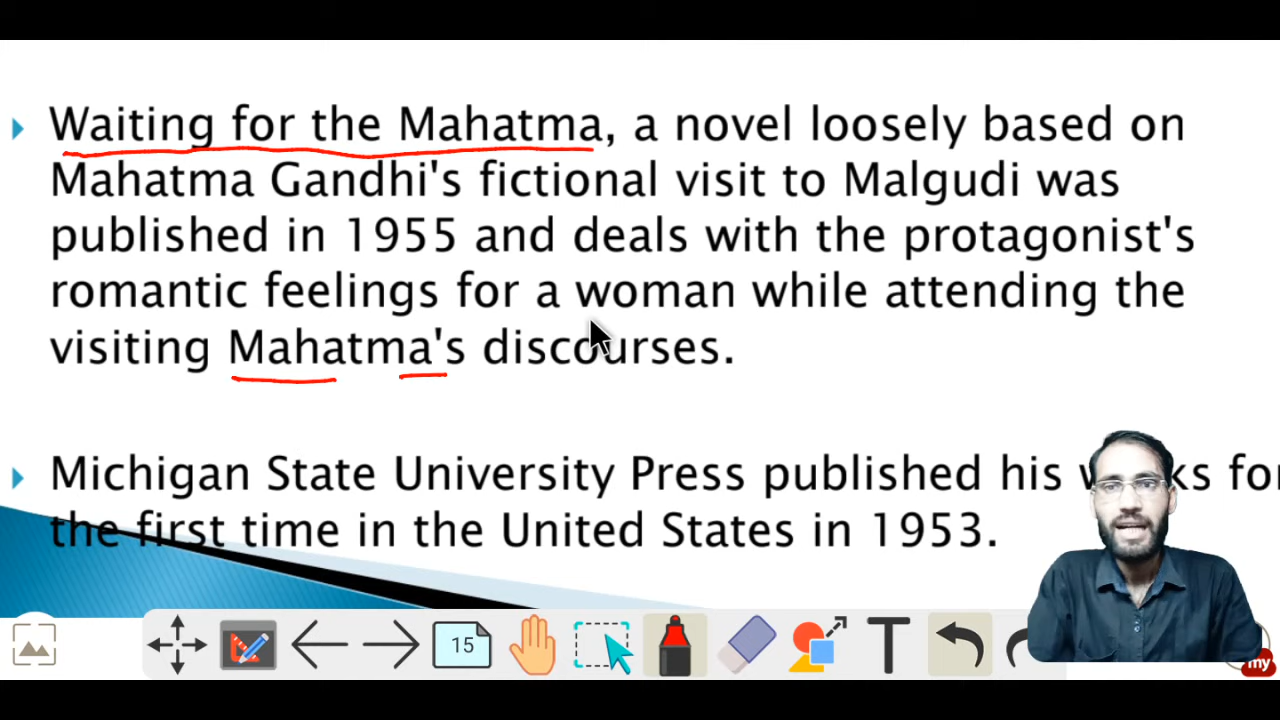 Waiting for the Mahatma, a novel loosely based on
Mahatma Gandhi's fictional visit to Malgudi was
published in 1955 and deals with the protagonist's
romantic feelings for a woman while attending the
visiting Mahatma's discourses.
Michigan State University Press published his for
the first time in the United States in 1953.
15
T
my